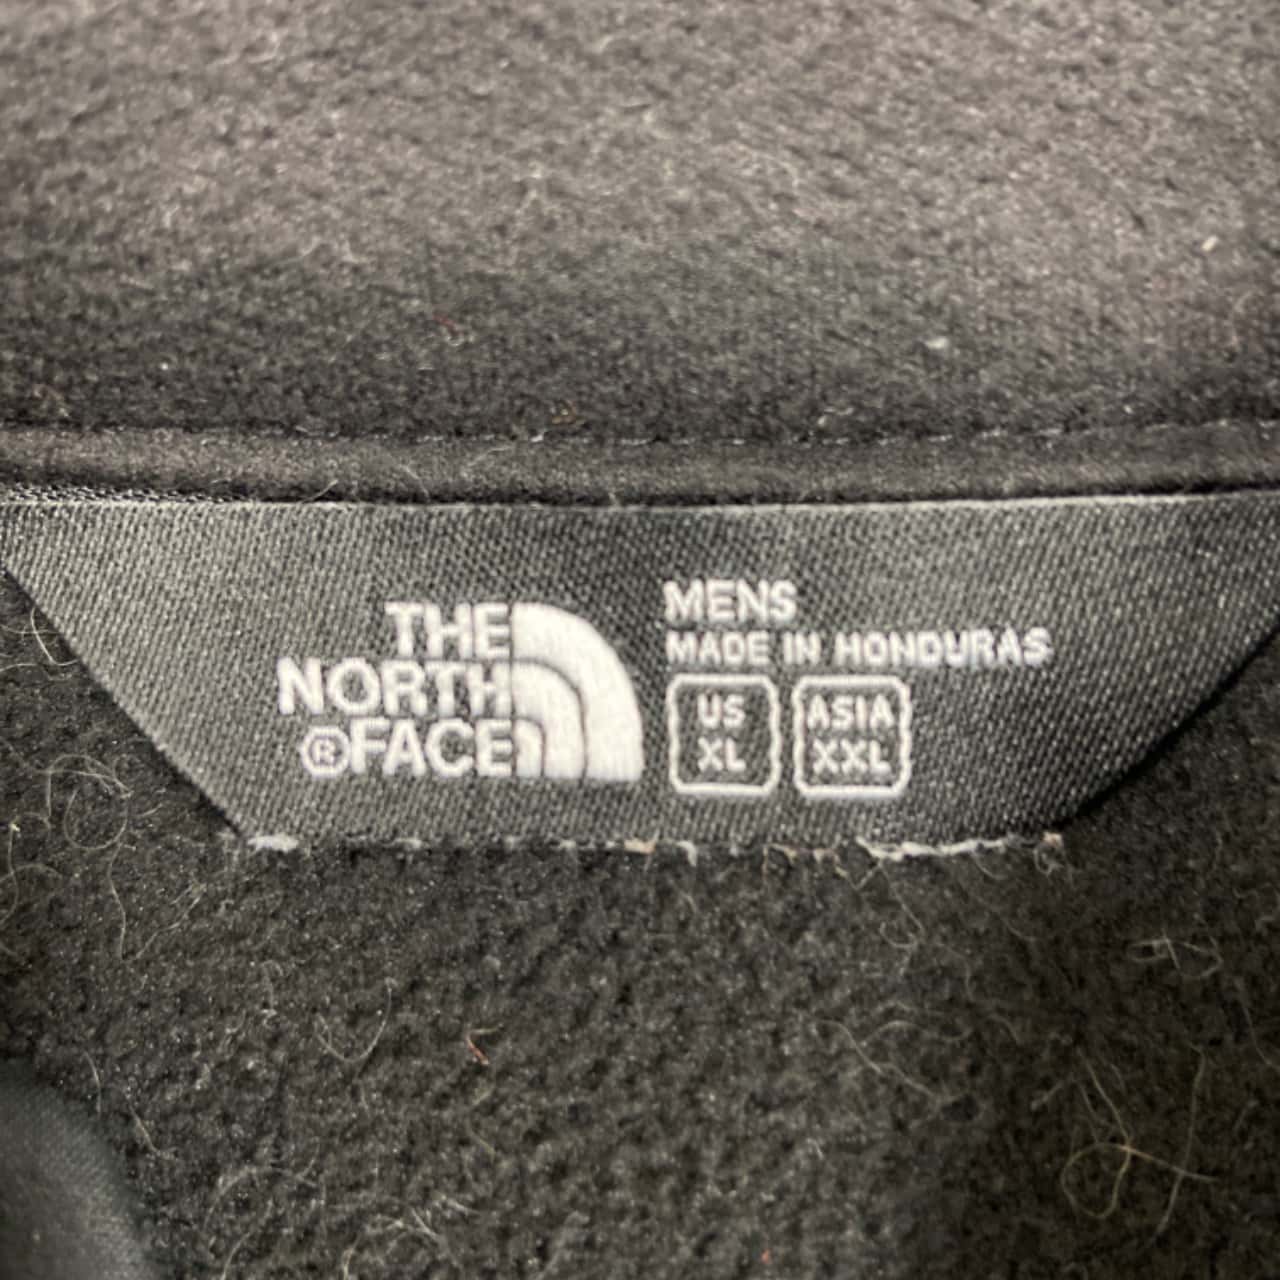 THE
NORTH
®FACE
MENS
MADE IN HONDURAS
US ASIA
XL XXL